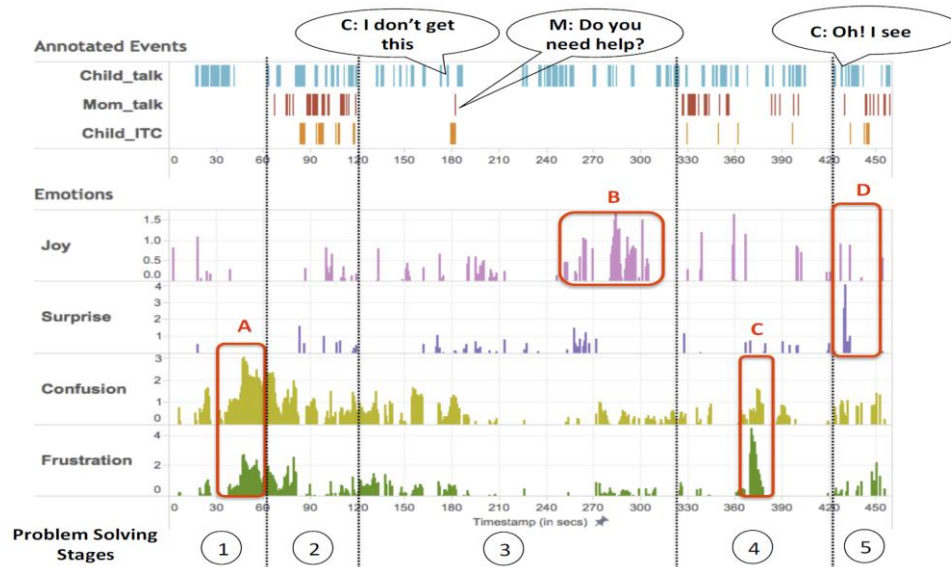 C: I don't get
this
M: Do you
need help?
C: Oh! I see
Annotated Events
Child_talk
Mom_talk
Child_ITC
0 30 60 90 120 150 180 210 240 270 300 330 360 390 420 450
Emotions
Joy
1.5
1.0
0.5
0.0
B
D
Surprise
4
3
2
1
0
A
C
Confusion
3
2
1
0
Frustration
4
2
0
0 30 60 90 120 150 180 210 240 270 300 330 360 390 420 450
Timestamp (in secs)
Problem Solving
Stages
1 2 3 4 5